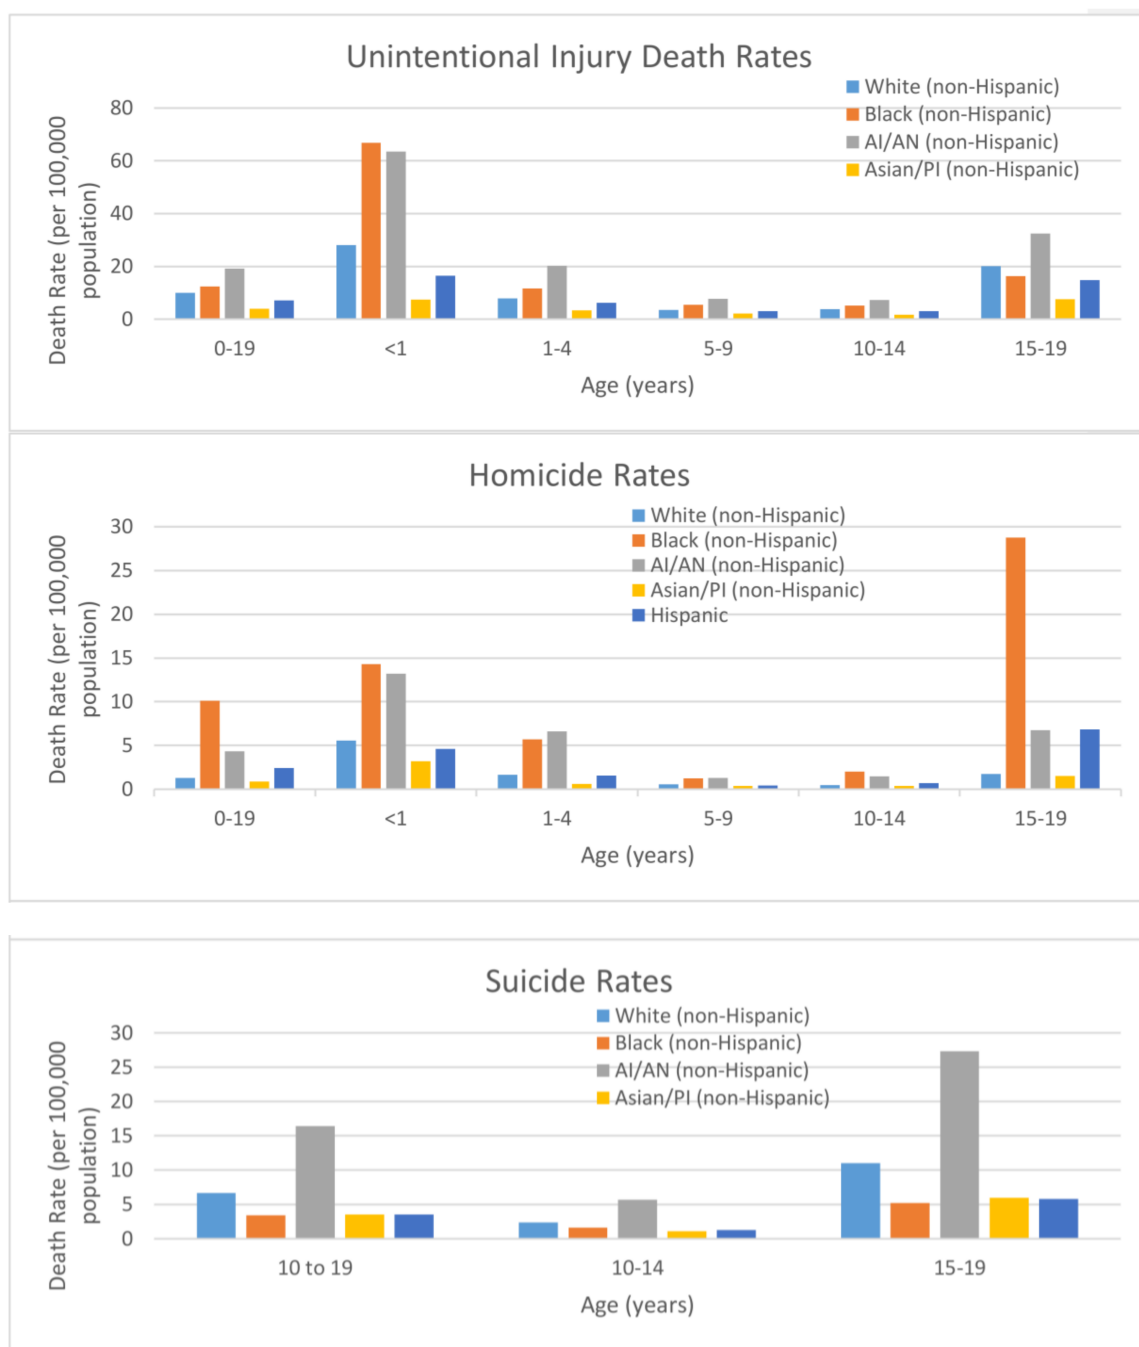 Unintentional Injury Death Rates
White (non-Hispanic)
Black (non-Hispanic)
AI/AN (non-Hispanic)
Asian/PI (non-Hispanic)
Death Rate (per 100,000
population)
80
60
40
20
0
0-19 <1 1-4 5-9 10-14 15-19
Age (years)
Homicide Rates
White (non-Hispanic)
Black (non-Hispanic)
AI/AN (non-Hispanic)
Asian/PI (non-Hispanic)
Hispanic
Death Rate (per 100,000
population)
30
25
20
15
10
5
0
0-19 <1 1-4 5-9 10-14 15-19
Age (years)
Suicide Rates
White (non-Hispanic)
Black (non-Hispanic)
AI/AN (non-Hispanic)
Asian/PI (non-Hispanic)
Death Rate (per 100,000
population)
30
25
20
15
10
5
0
10 to 19 10-14 15-19
Age (years)